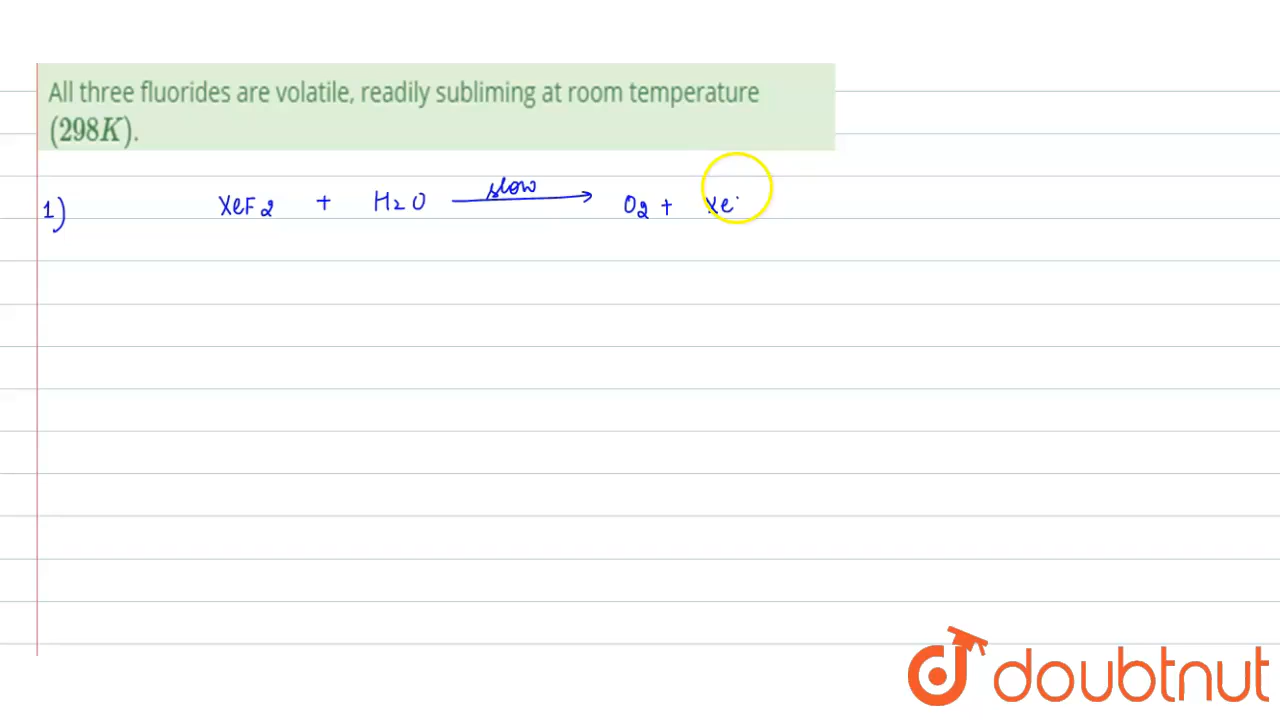 All three fluorides are volatile, readily subliming at room temperature
(298K).
1) XeF2 + H2O slow → O2 + Xe
doubtnut